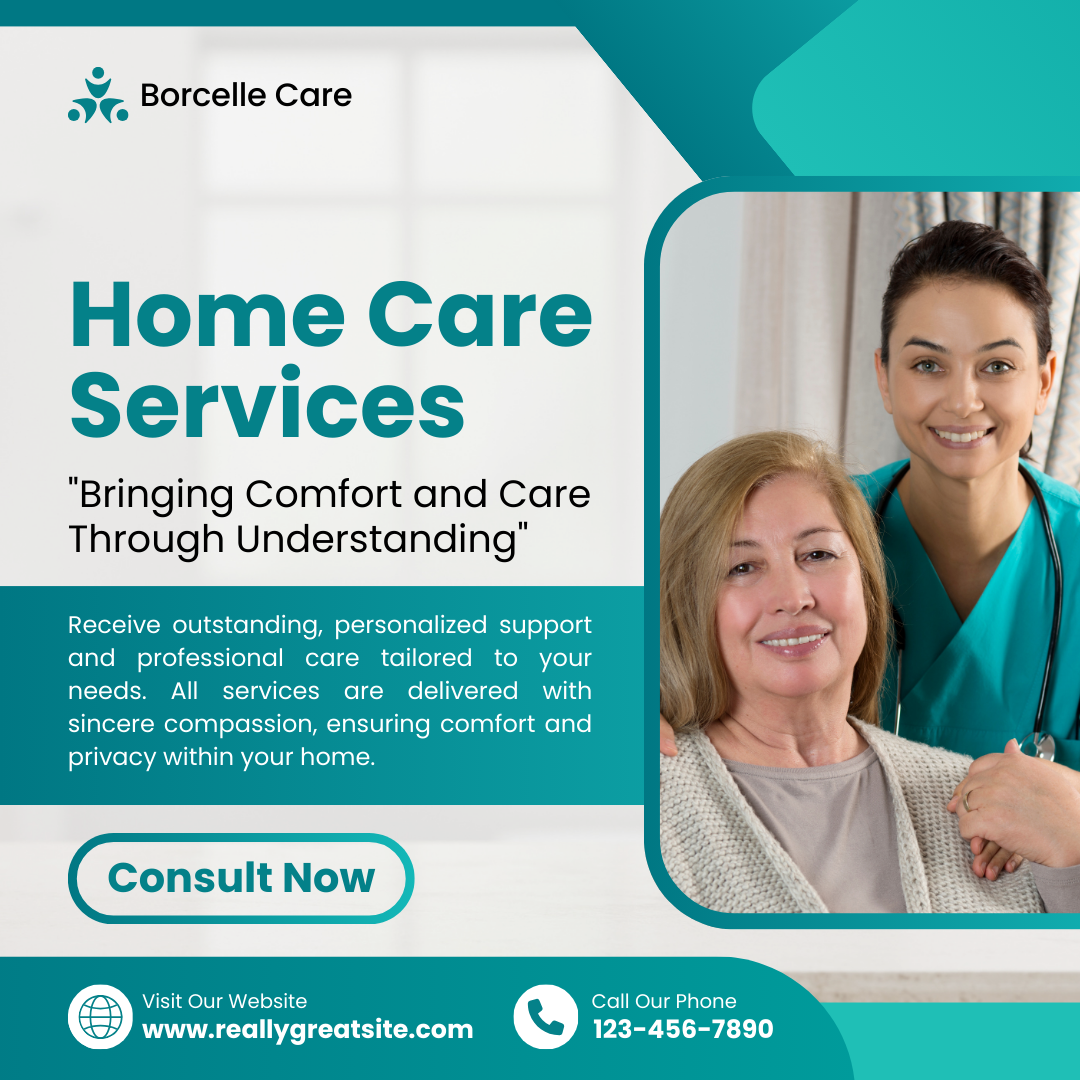 Borcelle Care
Home Care
Services
"Bringing Comfort and Care
Through Understanding"
Receive outstanding, personalized support
and professional care tailored to your
needs. All services are delivered with
sincere compassion, ensuring comfort and
privacy within your home.
Consult Now
Visit Our Website
www.reallygreatsite.com
Call Our Phone
123-456-7890